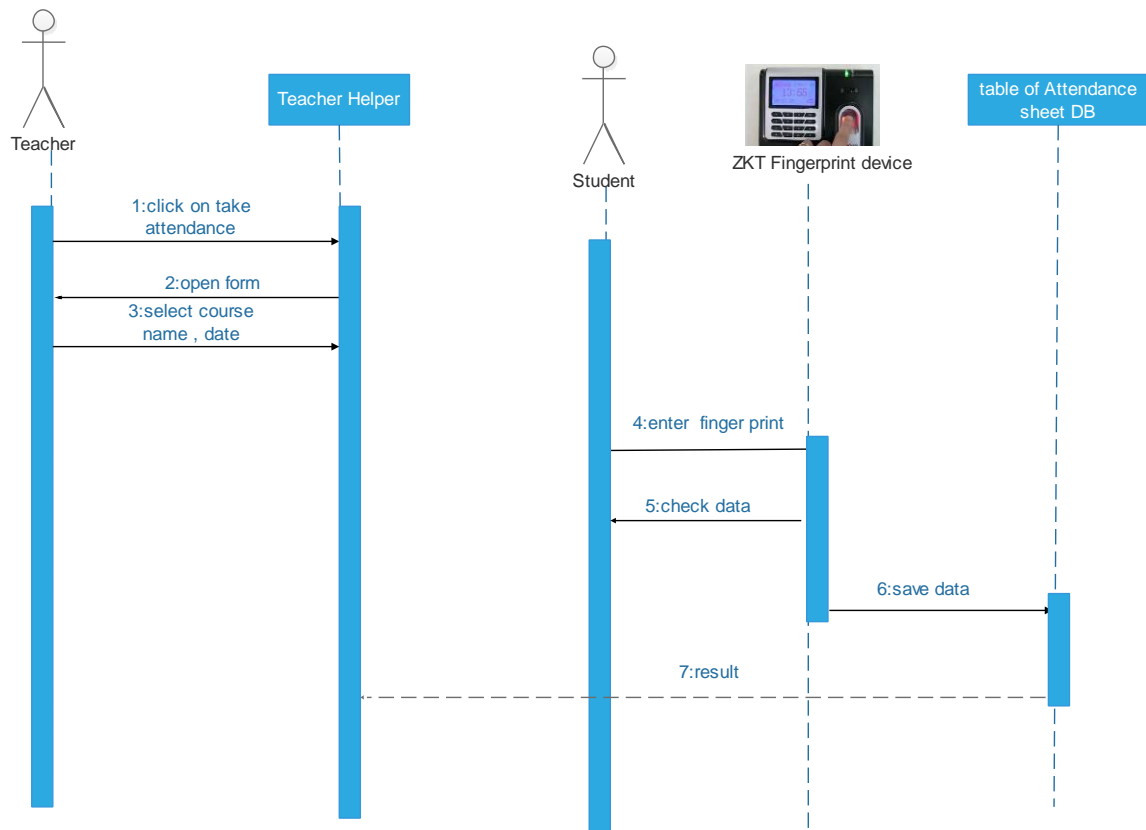 Teacher
Teacher Helper
Student
ZKT Fingerprint device
table of Attendance
sheet DB
1:click on take
attendance
2:open form
3:select course
name , date
4:enter  finger print
5:check data
6:save data
7:result